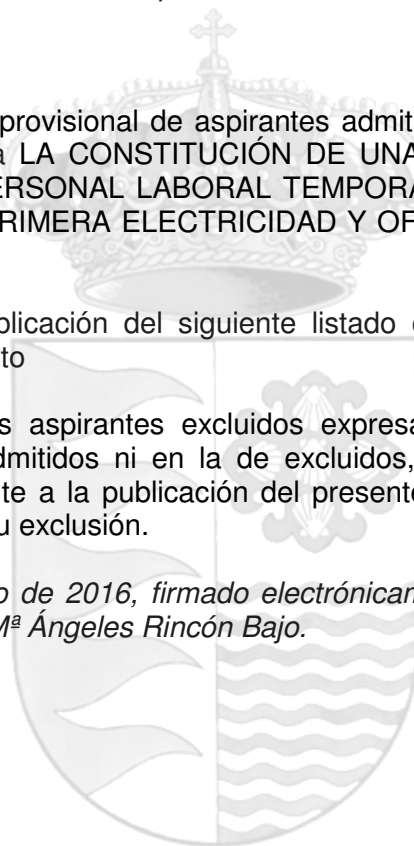 provisional de aspirantes admit
LA CONSTITUCIÓN DE UNA
ERSONAL LABORAL TEMPORA
RIMERA ELECTRICIDAD Y OF
blicación del siguiente listado
to
s aspirantes excluidos expresa
dmitidos ni en la de excluidos,
te a la publicación del presente
u exclusión.
o de 2016, firmado electrónican
Mª Ángeles Rincón Bajo.